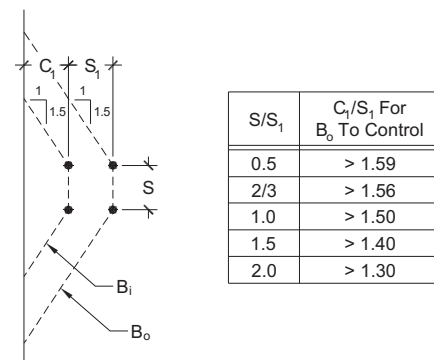 C₁ S₁
1 1
1.5 1.5
S
Bᵢ
Bₒ
S/S₁ C₁/S₁ For
Bₒ To Control
0.5 > 1.59
2/3 > 1.56
1.0 > 1.50
1.5 > 1.40
2.0 > 1.30